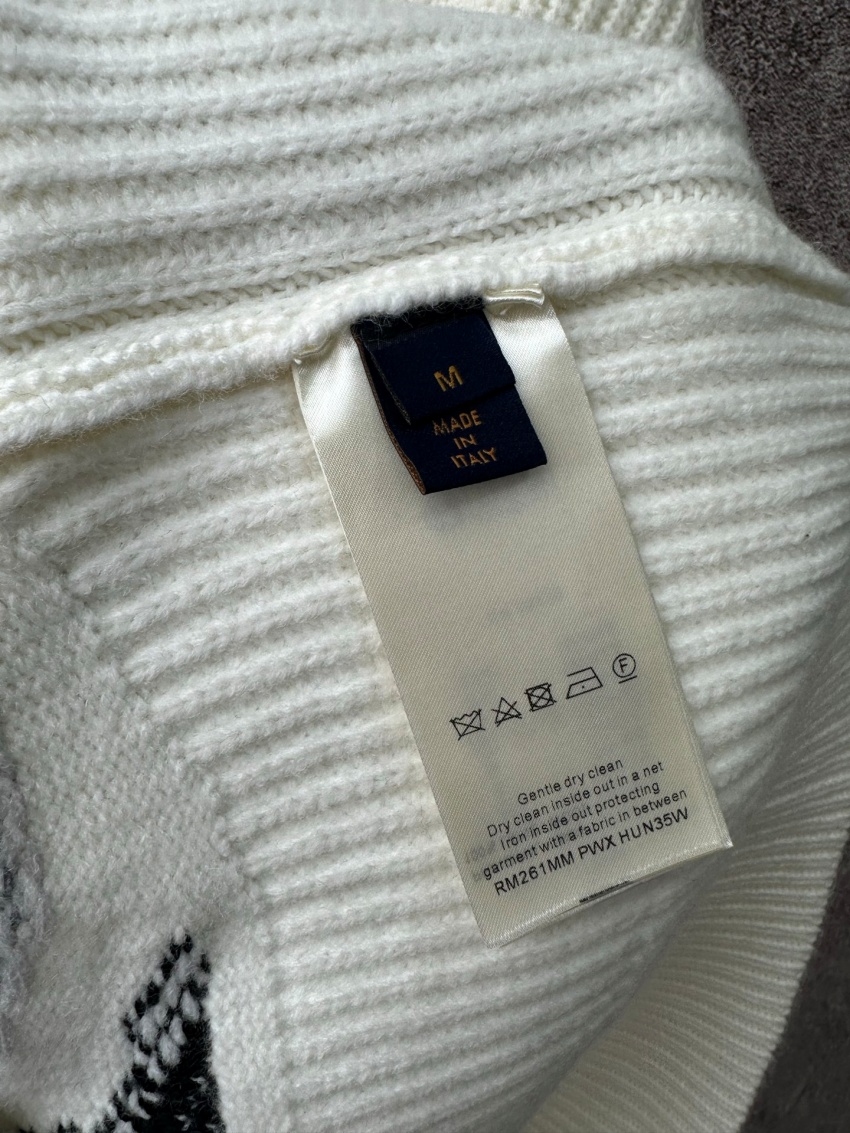 M
MADE
IN
ITALY
F
Gentle dry clean
Dry clean inside out in a net
Iron inside out protecting
garment with a fabric in between
RM261MM PWX HUN35W